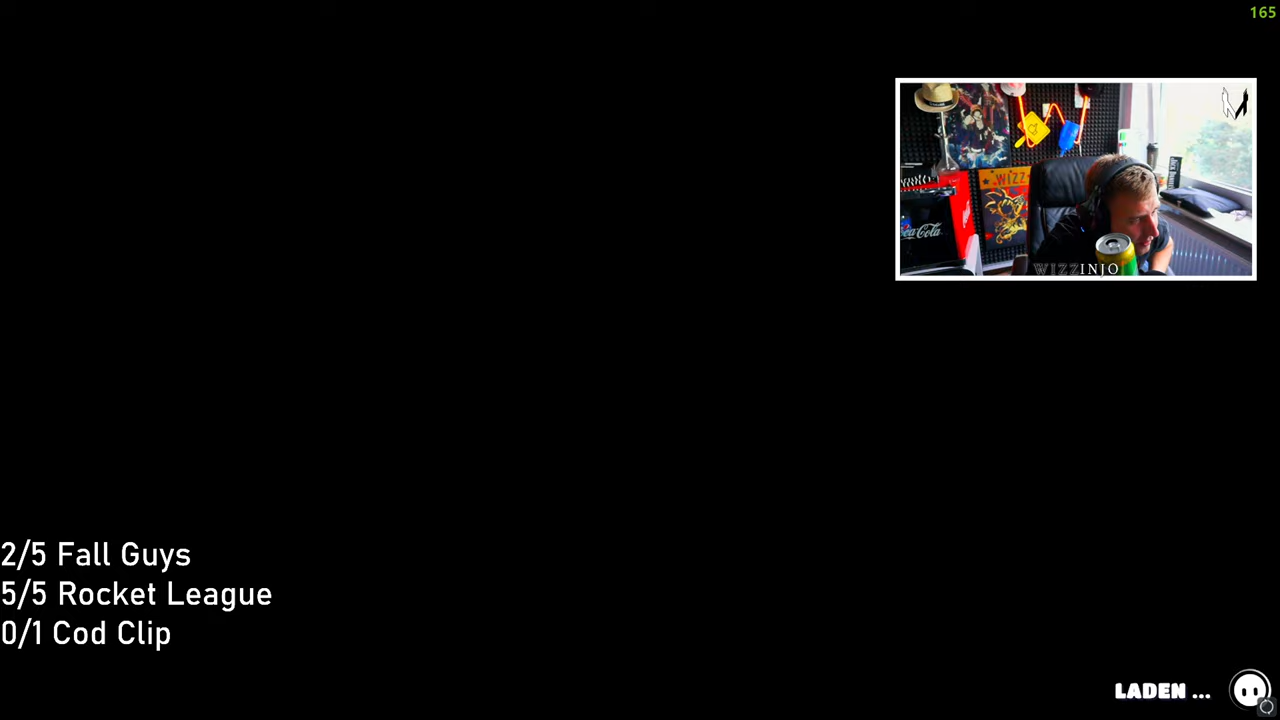 165
WIZZ
Coca-Cola
WIZZINJO
2/5 Fall Guys
5/5 Rocket League
0/1 Cod Clip
LADEN ...